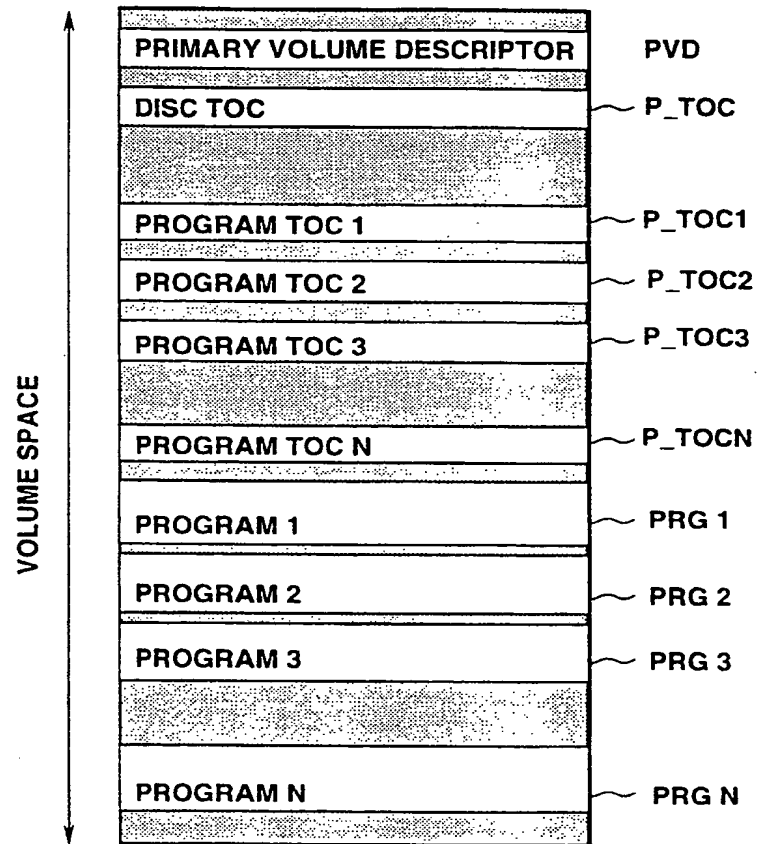 PRIMARY VOLUME DESCRIPTOR PVD
DISC TOC P_TOC
PROGRAM TOC 1 P_TOC1
PROGRAM TOC 2 P_TOC2
PROGRAM TOC 3 P_TOC3
PROGRAM TOC N P_TOCN
PROGRAM 1 PRG 1
PROGRAM 2 PRG 2
PROGRAM 3 PRG 3
PROGRAM N PRG N
VOLUME SPACE